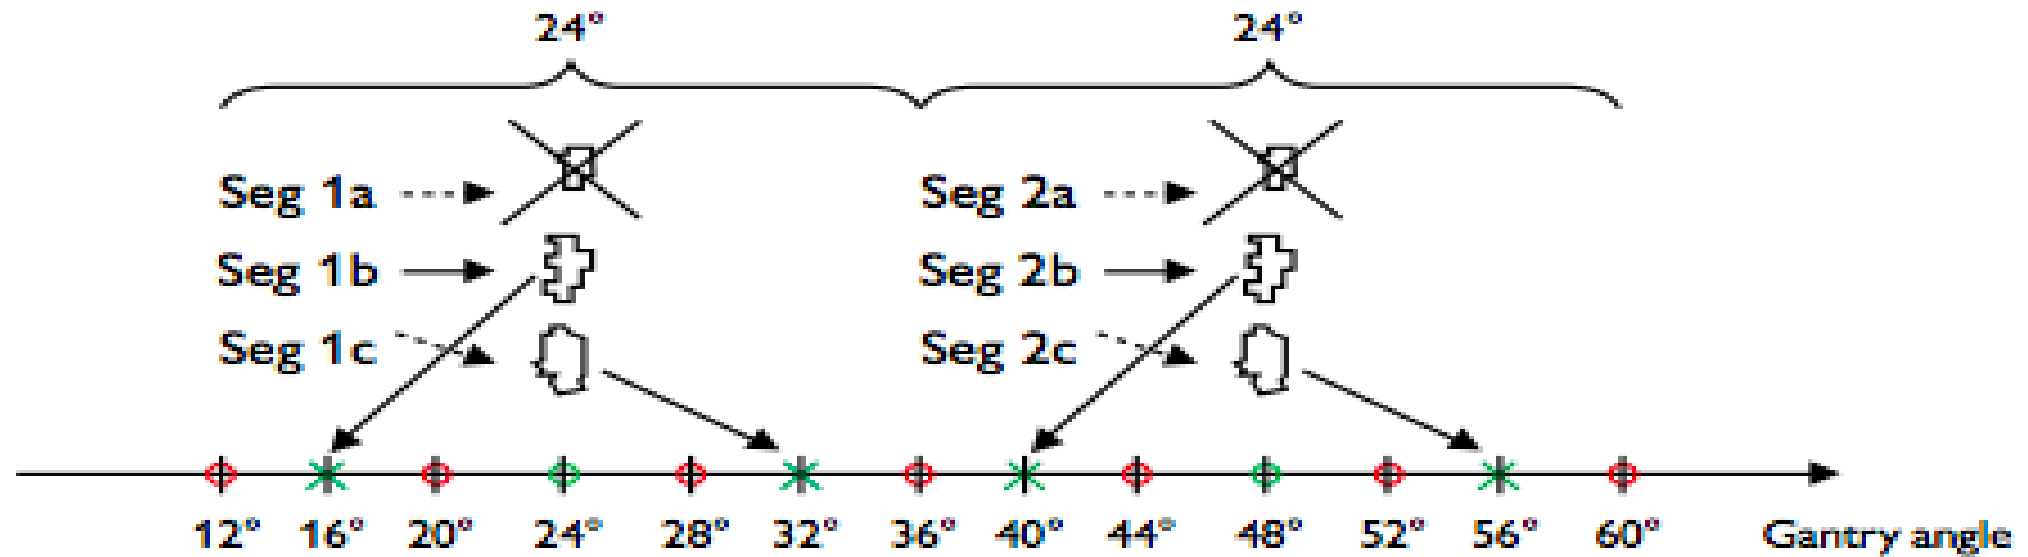 24° 24°
Seg 1a Seg 2a
Seg 1b Seg 2b
Seg 1c Seg 2c
12° 16° 20° 24° 28° 32° 36° 40° 44° 48° 52° 56° 60° Gantry angle